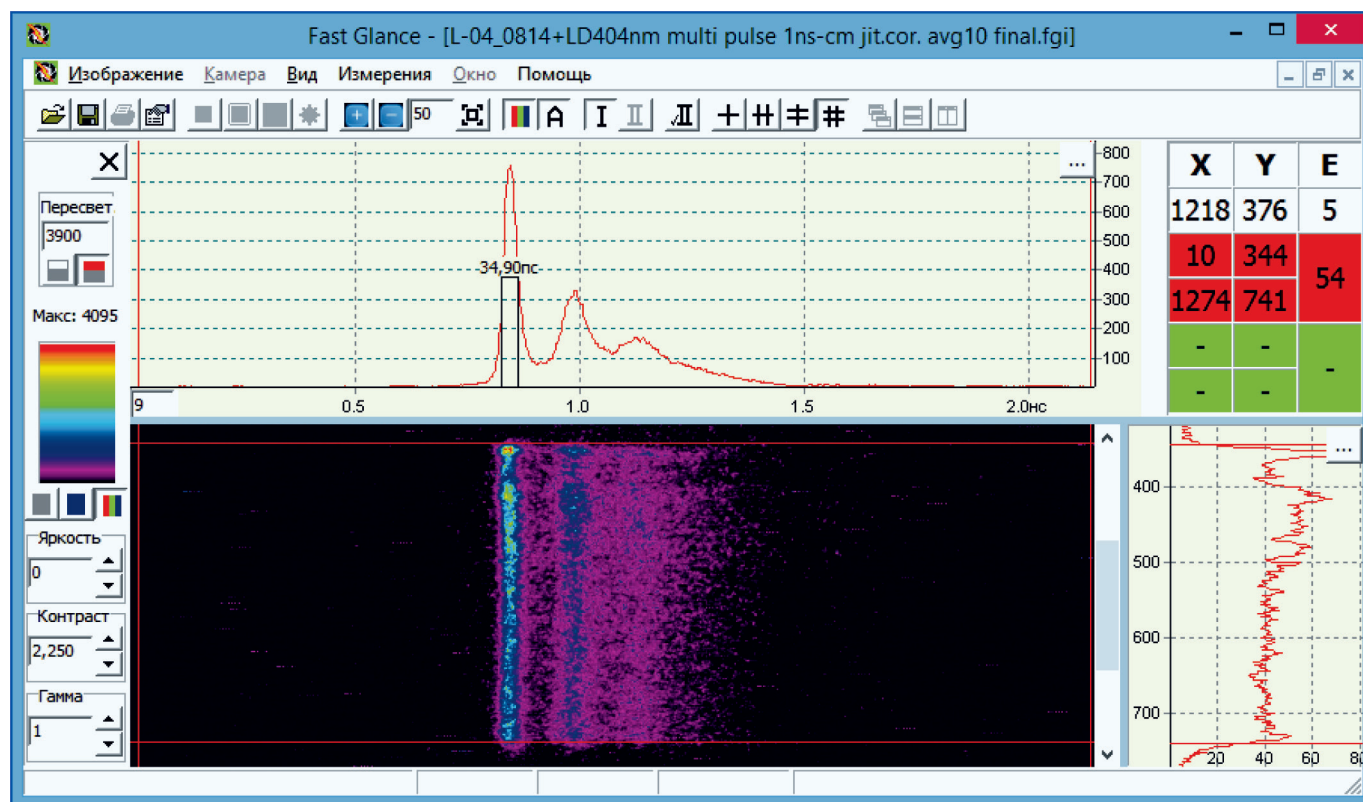 Fast Glance - [L-04_0814+LD404nm multi pulse 1ns-cm jit.cor. avg10 final.fgi]
Изображение Камера Вид Измерения Окно Помощь
50 A
Пересвет
3900
Макс: 4095
Яркость
0
Контраст
2,250
Гамма
1
800
700
600
500
400
300
200
100
34,90пс
9 0.5 1.0 1.5 2.0нс
X Y E
1218 376 5
10 344 54
1274 741
- - -
- -
400
500
600
700
20 40 60 80